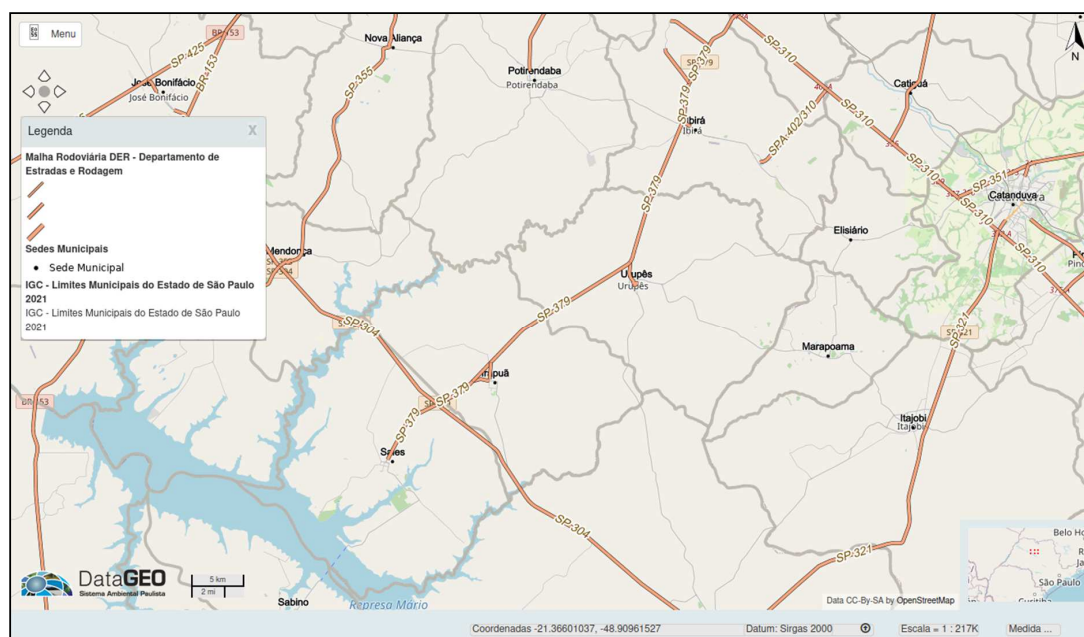 Menu
SP-425
BR-153
BR-153
José Bonifácio
José Bonifácio
Nova Aliança
SP-355
Potirendaba
Potirendaba
SP-379
SP-310
SP-379
Ibirá
SPA-402/310
SP-310
Catiguá
SP-310
SP-351
Catanduva
Catanduva
SP-310
SP-310
N
Legenda
X
Malha Rodoviária DER - Departamento de
Estradas e Rodagem
Sedes Municipais
Sede Municipal
IGC - Limites Municipais do Estado de São Paulo
2021
IGC - Limites Municipais do Estado de São Paulo
2021
Mendonça
SP-379
Elisiário
Urupês
Urupês
SP-379
SP-304
SP-321
Marapoama
BR-153
SP-379
SP-379
Sales
Itajobi
Itajobi
SP-304
SP-321
DataGEO
Sistema Ambiental Paulista
5 km
2 mi
Sabino
Represa Mário
Belo Ho
São Paulo
Curitiba
Data CC-By-SA by OpenStreetMap
Coordenadas -21.36601037, -48.90961527
Datum: Sirgas 2000
Escala = 1 : 217K
Medida ...